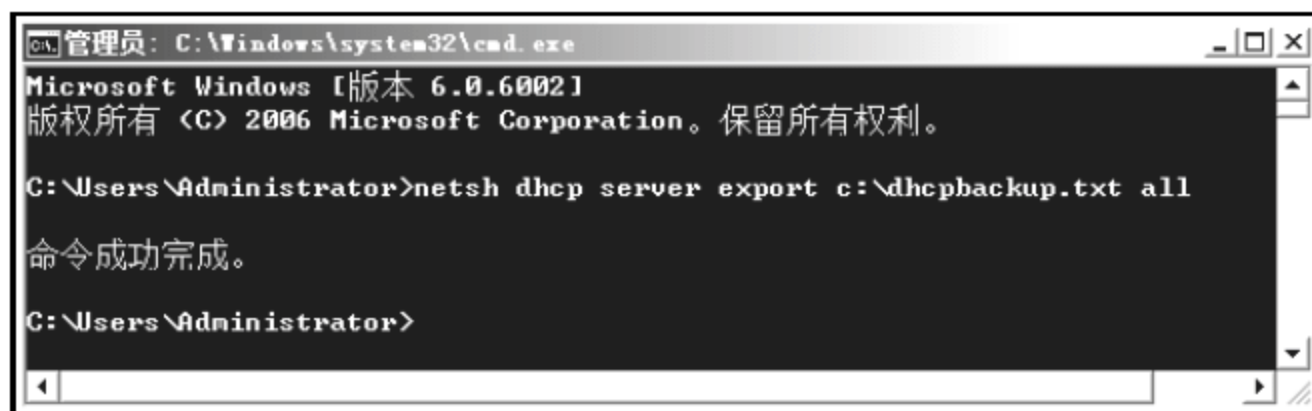 管理员: C:\Windows\system32\cmd.exe
Microsoft Windows [版本 6.0.6002]
版权所有 (C) 2006 Microsoft Corporation。保留所有权利。
C:\Users\Administrator>netsh dhcp server export c:\dhcpbackup.txt all
命令成功完成。
C:\Users\Administrator>